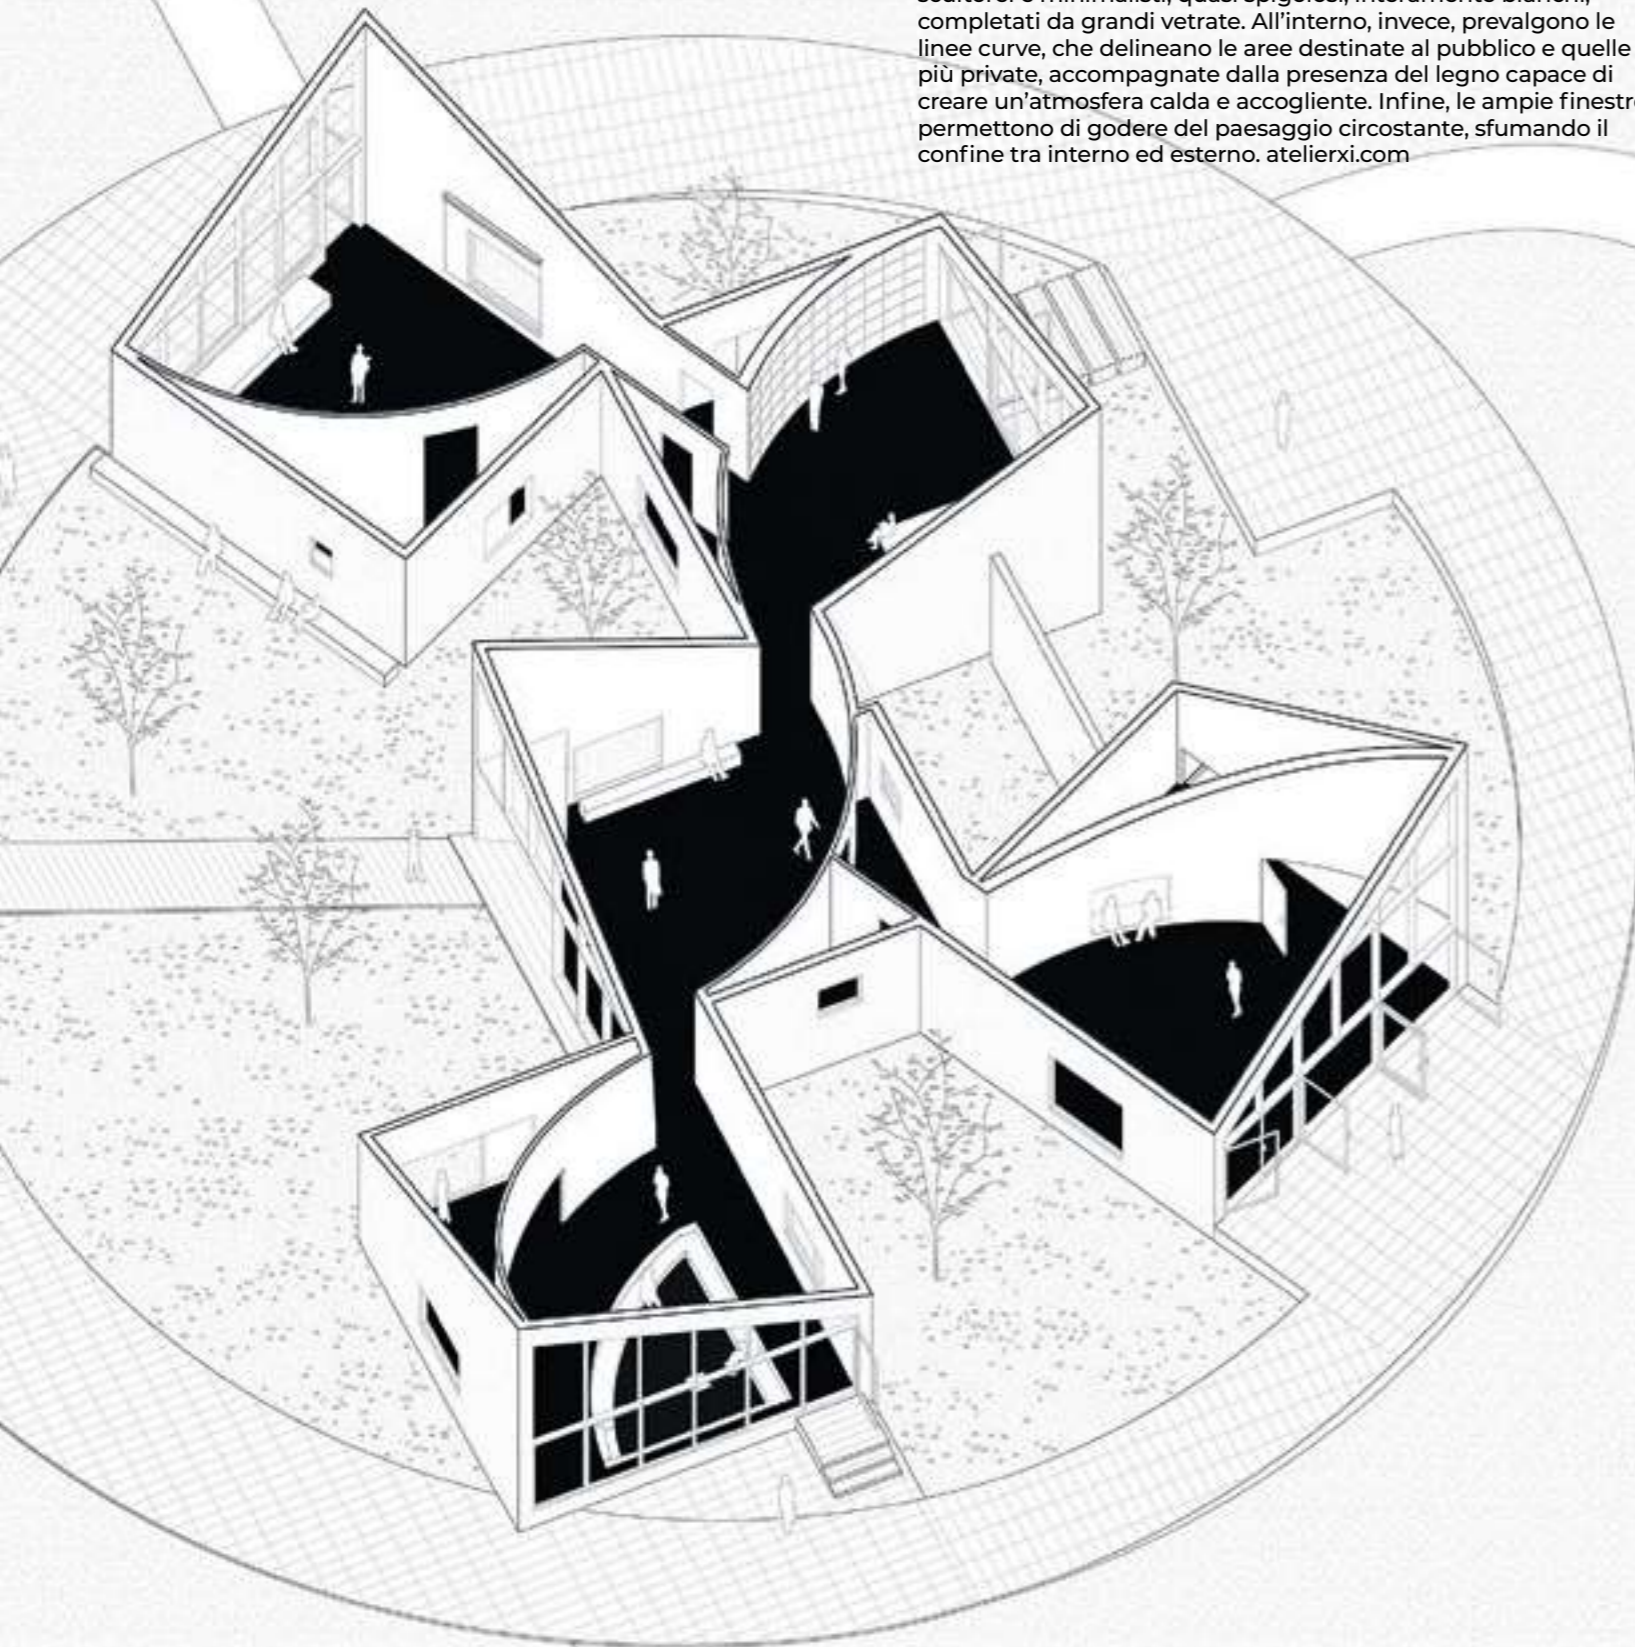 completati da grandi vetrate. All’interno, invece, prevalgono le
linee curve, che delineano le aree destinate al pubblico e quelle
più private, accompagnate dalla presenza del legno capace di
creare un’atmosfera calda e accogliente. Infine, le ampie finestre
permettono di godere del paesaggio circostante, sfumando il
confine tra interno ed esterno. atelierxi.com